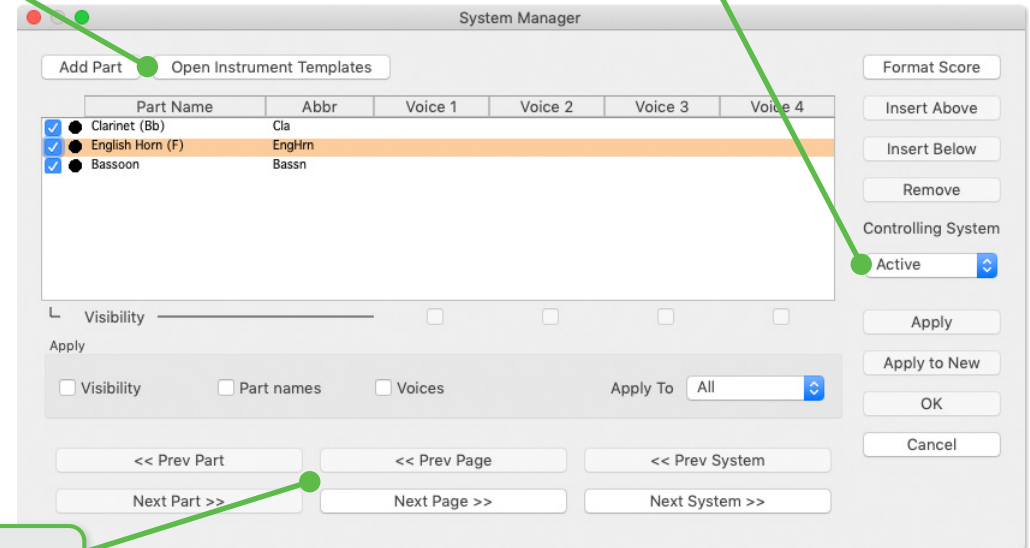 System Manager
Add Part Open Instrument Templates Format Score
Part Name Abbr Voice 1 Voice 2 Voice 3 Voice 4 Insert Above
Clarinet (Bb) Cla
English Horn (F) EngHrn Insert Below
Bassoon Bassn
Remove
Controlling System
Active
Visibility Apply
Apply
Apply to New
Visibility Part names Voices Apply To All
OK
Cancel
<< Prev Part << Prev Page << Prev System
Next Part >> Next Page >> Next System >>